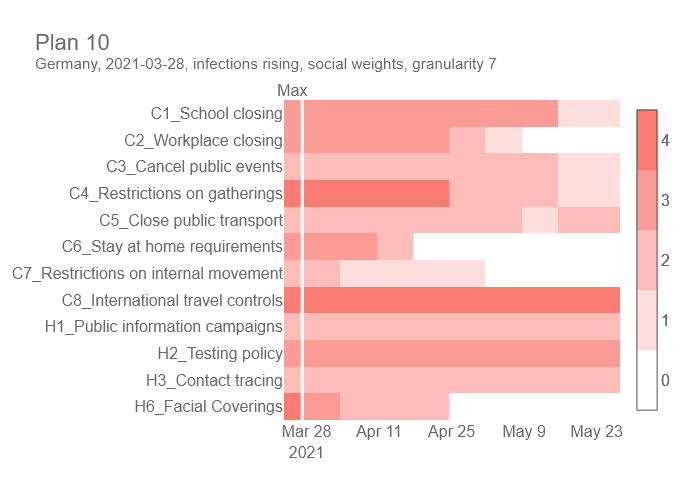 Plan 10
Germany, 2021-03-28, infections rising, social weights, granularity 7
Max
C1_School closing
C2_Workplace closing
C3_Cancel public events
C4_Restrictions on gatherings
C5_Close public transport
C6_Stay at home requirements
C7_Restrictions on internal movement
C8_International travel controls
H1_Public information campaigns
H2_Testing policy
H3_Contact tracing
H6_Facial Coverings
4
3
2
1
0
Mar 28 Apr 11 Apr 25 May 9 May 23
2021